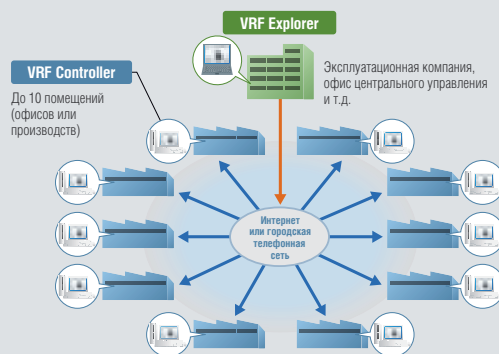 VRF Explorer
Эксплуатационная компания,
офис центрального управления
и т.д.
VRF Controller
До 10 помещений
(офисов или
производств)
Интернет
или городская
телефонная
сеть